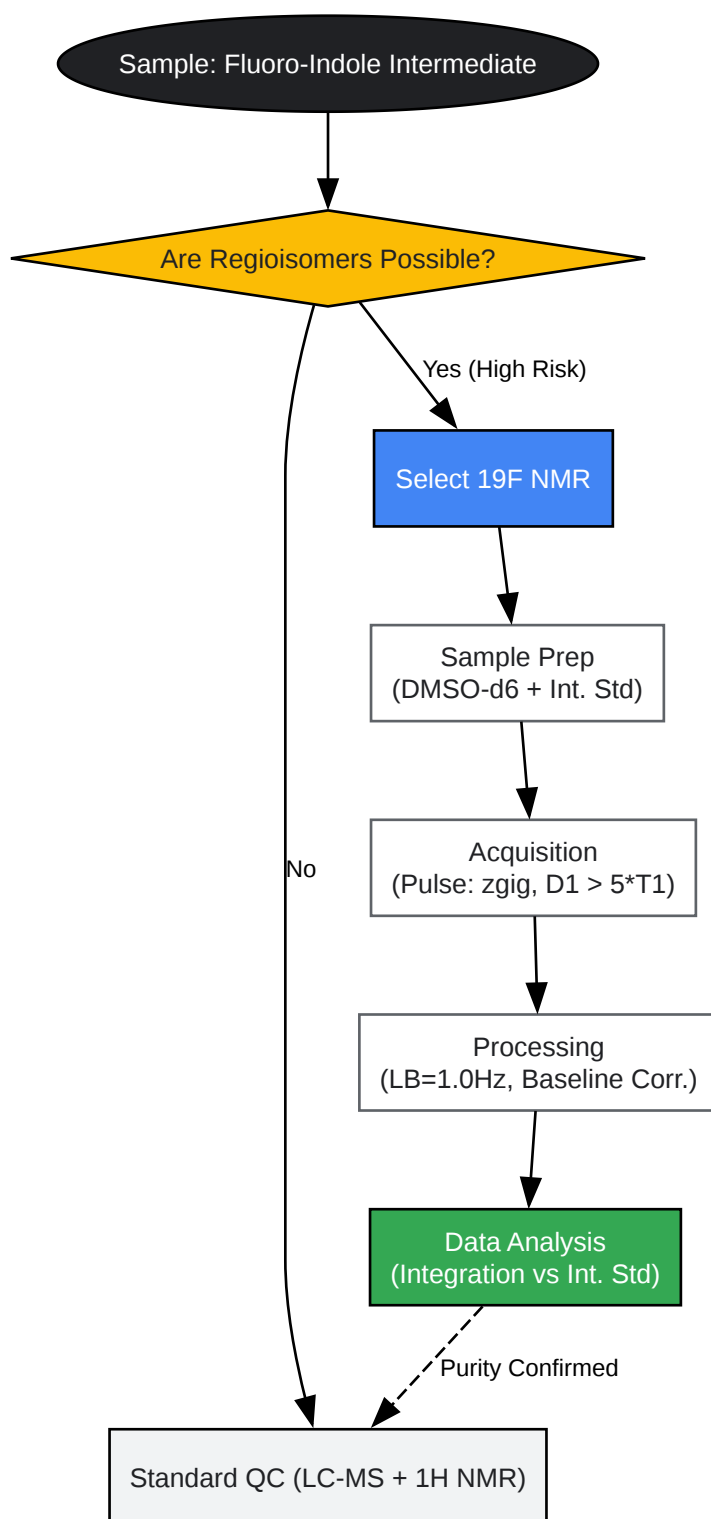 Sample: Fluoro-Indole Intermediate
Are Regioisomers Possible?
Yes (High Risk)
Select 19F NMR
Sample Prep
(DMSO-d6 + Int. Std)
Acquisition
(Pulse: zgig, D1 > 5*T1)
No
Processing
(LB=1.0Hz, Baseline Corr.)
Data Analysis
(Integration vs Int. Std)
Purity Confirmed
Standard QC (LC-MS + 1H NMR)